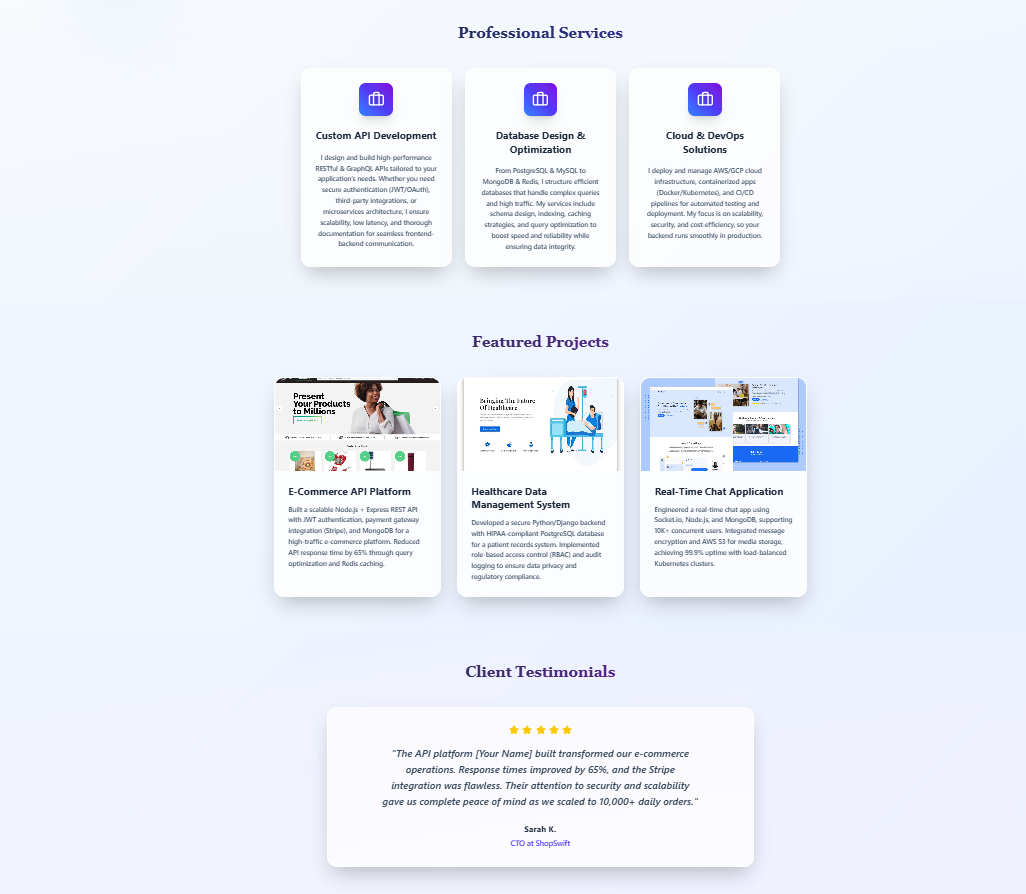 Professional Services
Custom API Development
I design and build high-performance
RESTful & GraphQL APIs tailored to your
application's needs. Whether you need
secure authentication (JWT/OAuth),
third-party integrations, or
microservices architecture, I ensure
scalability, low latency, and thorough
documentation for seamless frontend-
backend communication.
Database Design &
Optimization
From PostgreSQL & MySQL to
MongoDB & Redis, I structure efficient
databases that handle complex queries
and high traffic. My services include
schema design, indexing, caching
strategies, and query optimization to
boost speed and reliability while
ensuring data integrity.
Cloud & DevOps
Solutions
I deploy and manage AWS/GCP cloud
infrastructure, containerized apps
(Docker/Kubernetes), and CI/CD
pipelines for automated testing and
deployment. My focus is on scalability,
security, and cost-efficiency, so your
backend runs smoothly in production.
Featured Projects
Present
Your Products
to Millions
E-Commerce API Platform
Built a scalable Node.js + Express REST API
with JWT authentication, payment gateway
integration (Stripe), and MongoDB for a
high-traffic e-commerce platform. Reduced
API response time by 65% through query
optimization and Redis caching.
Bringing The Future
Of Healthcare
Healthcare Data
Management System
Developed a secure Python/Django backend
with HIPAA-compliant PostgreSQL database
for a patient records system. Implemented
role-based access control (RBAC) and audit
logging to ensure data privacy and
regulatory compliance.
Real-Time Chat Application
Engineered a real-time chat app using
Socket.io, Node.js, and MongoDB, supporting
10K+ concurrent users. Integrated message
encryption and AWS S3 for media storage,
achieving 99.9% uptime with load-balanced
Kubernetes clusters.
Client Testimonials
"The API platform [Your Name] built transformed our e-commerce
operations. Response times improved by 65%, and the Stripe
integration was flawless. Their attention to security and scalability
gave us complete peace of mind as we scaled to 10,000+ daily orders."
Sarah K.
CTO at ShopSwift